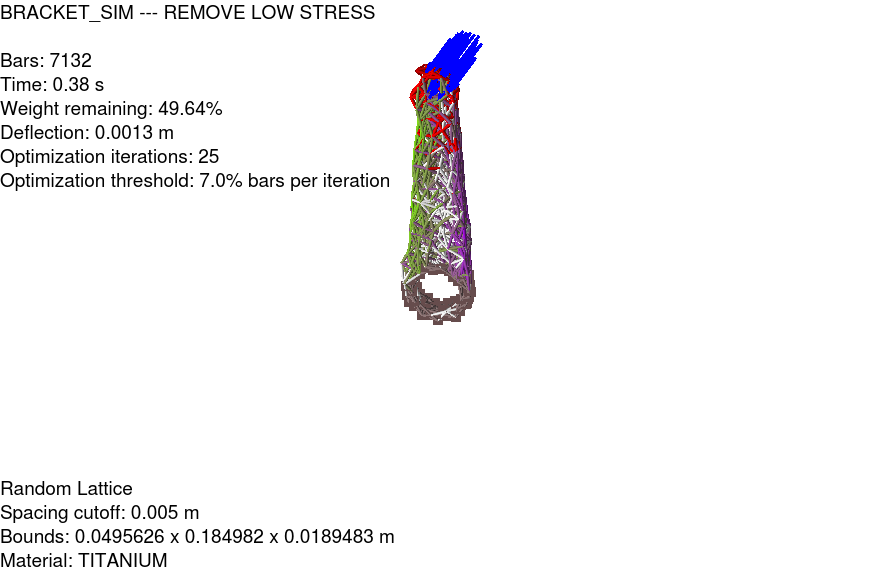 BRACKET_SIM --- REMOVE LOW STRESS
Bars: 7132
Time: 0.38 s
Weight remaining: 49.64%
Deflection: 0.0013 m
Optimization iterations: 25
Optimization threshold: 7.0% bars per iteration
Random Lattice
Spacing cutoff: 0.005 m
Bounds: 0.0495626 x 0.184982 x 0.0189483 m
Material: TITANIUM